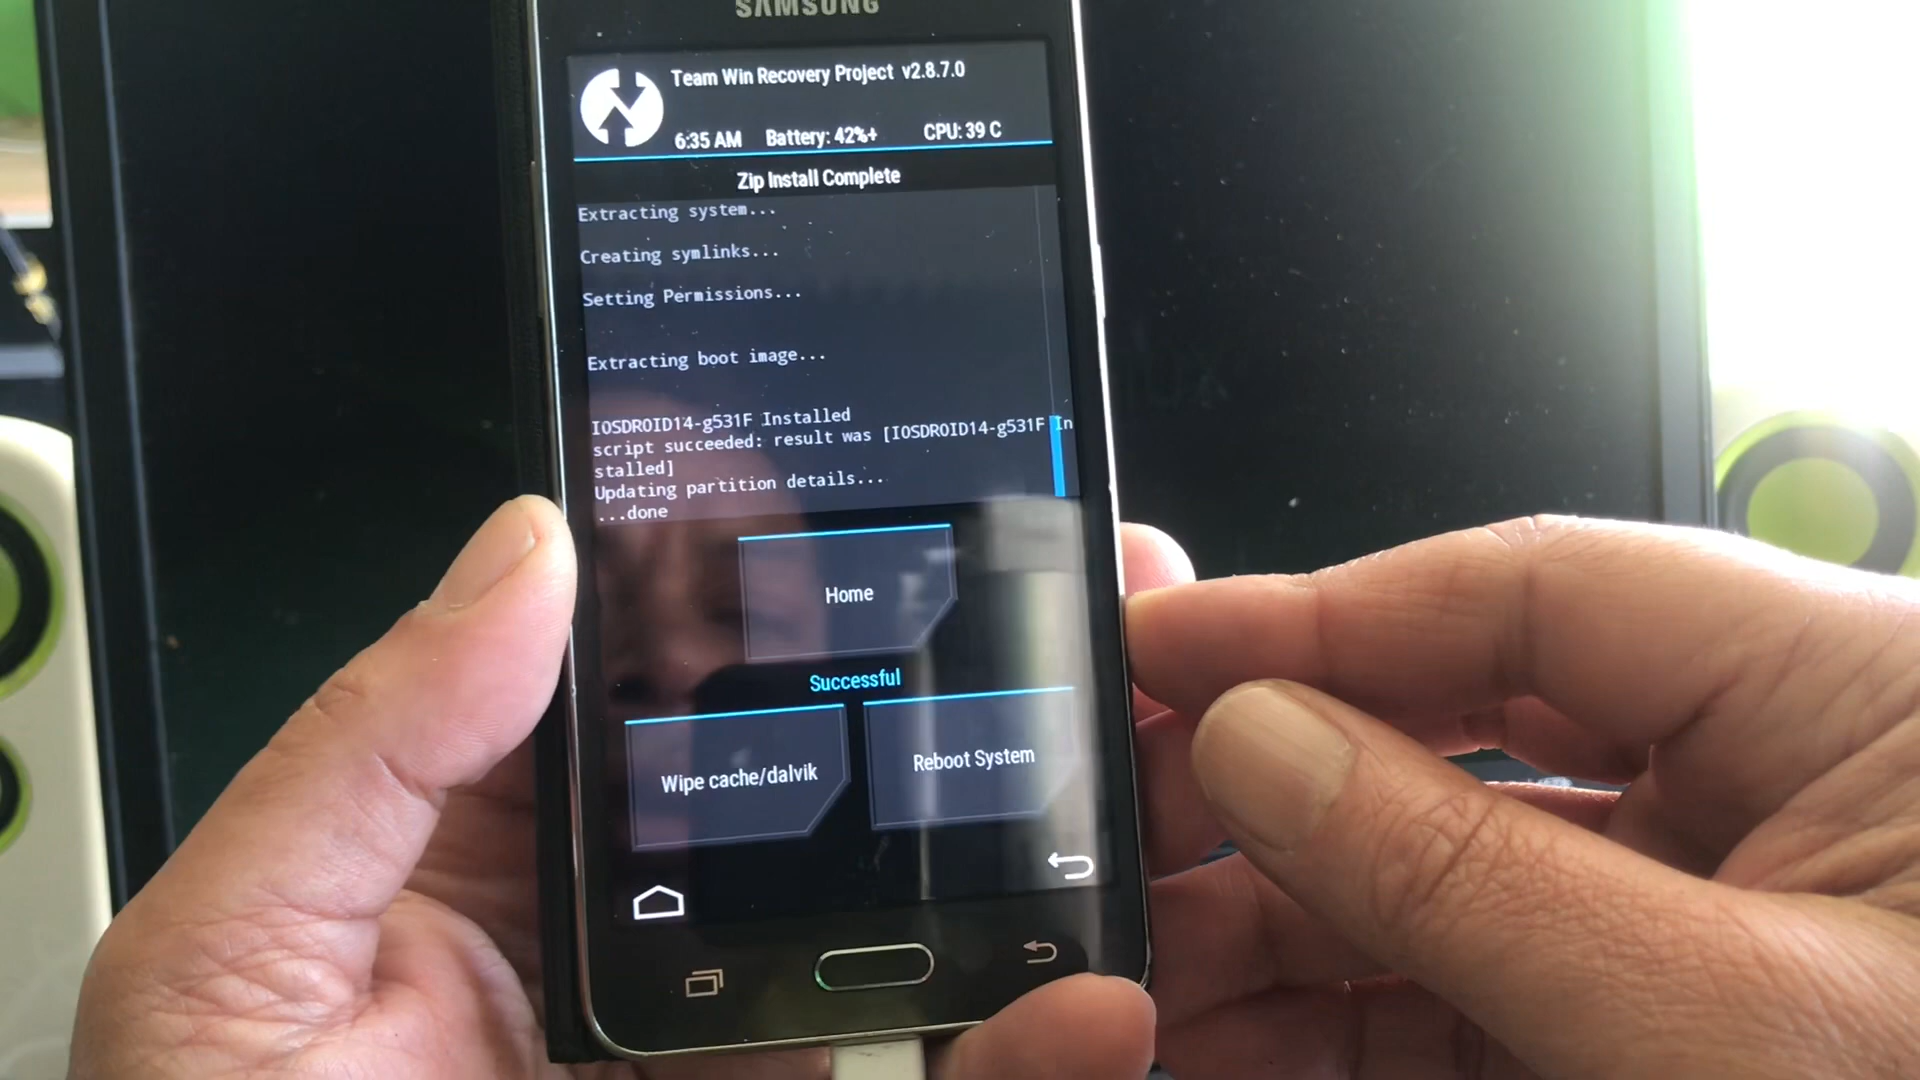 SAMSUNG
Team Win Recovery Project v2.8.7.0
6:35 AM Battery: 42%+ CPU: 39 C
Zip Install Complete
Extracting system...
Creating symlinks...
Setting Permissions...
Extracting boot image...
IOSDROID14-g531F Installed
script succeeded: result was [IOSDROID14-g531F In
stalled]
Updating partition details...
...done
Home
Successful
Wipe cache/dalvik
Reboot System